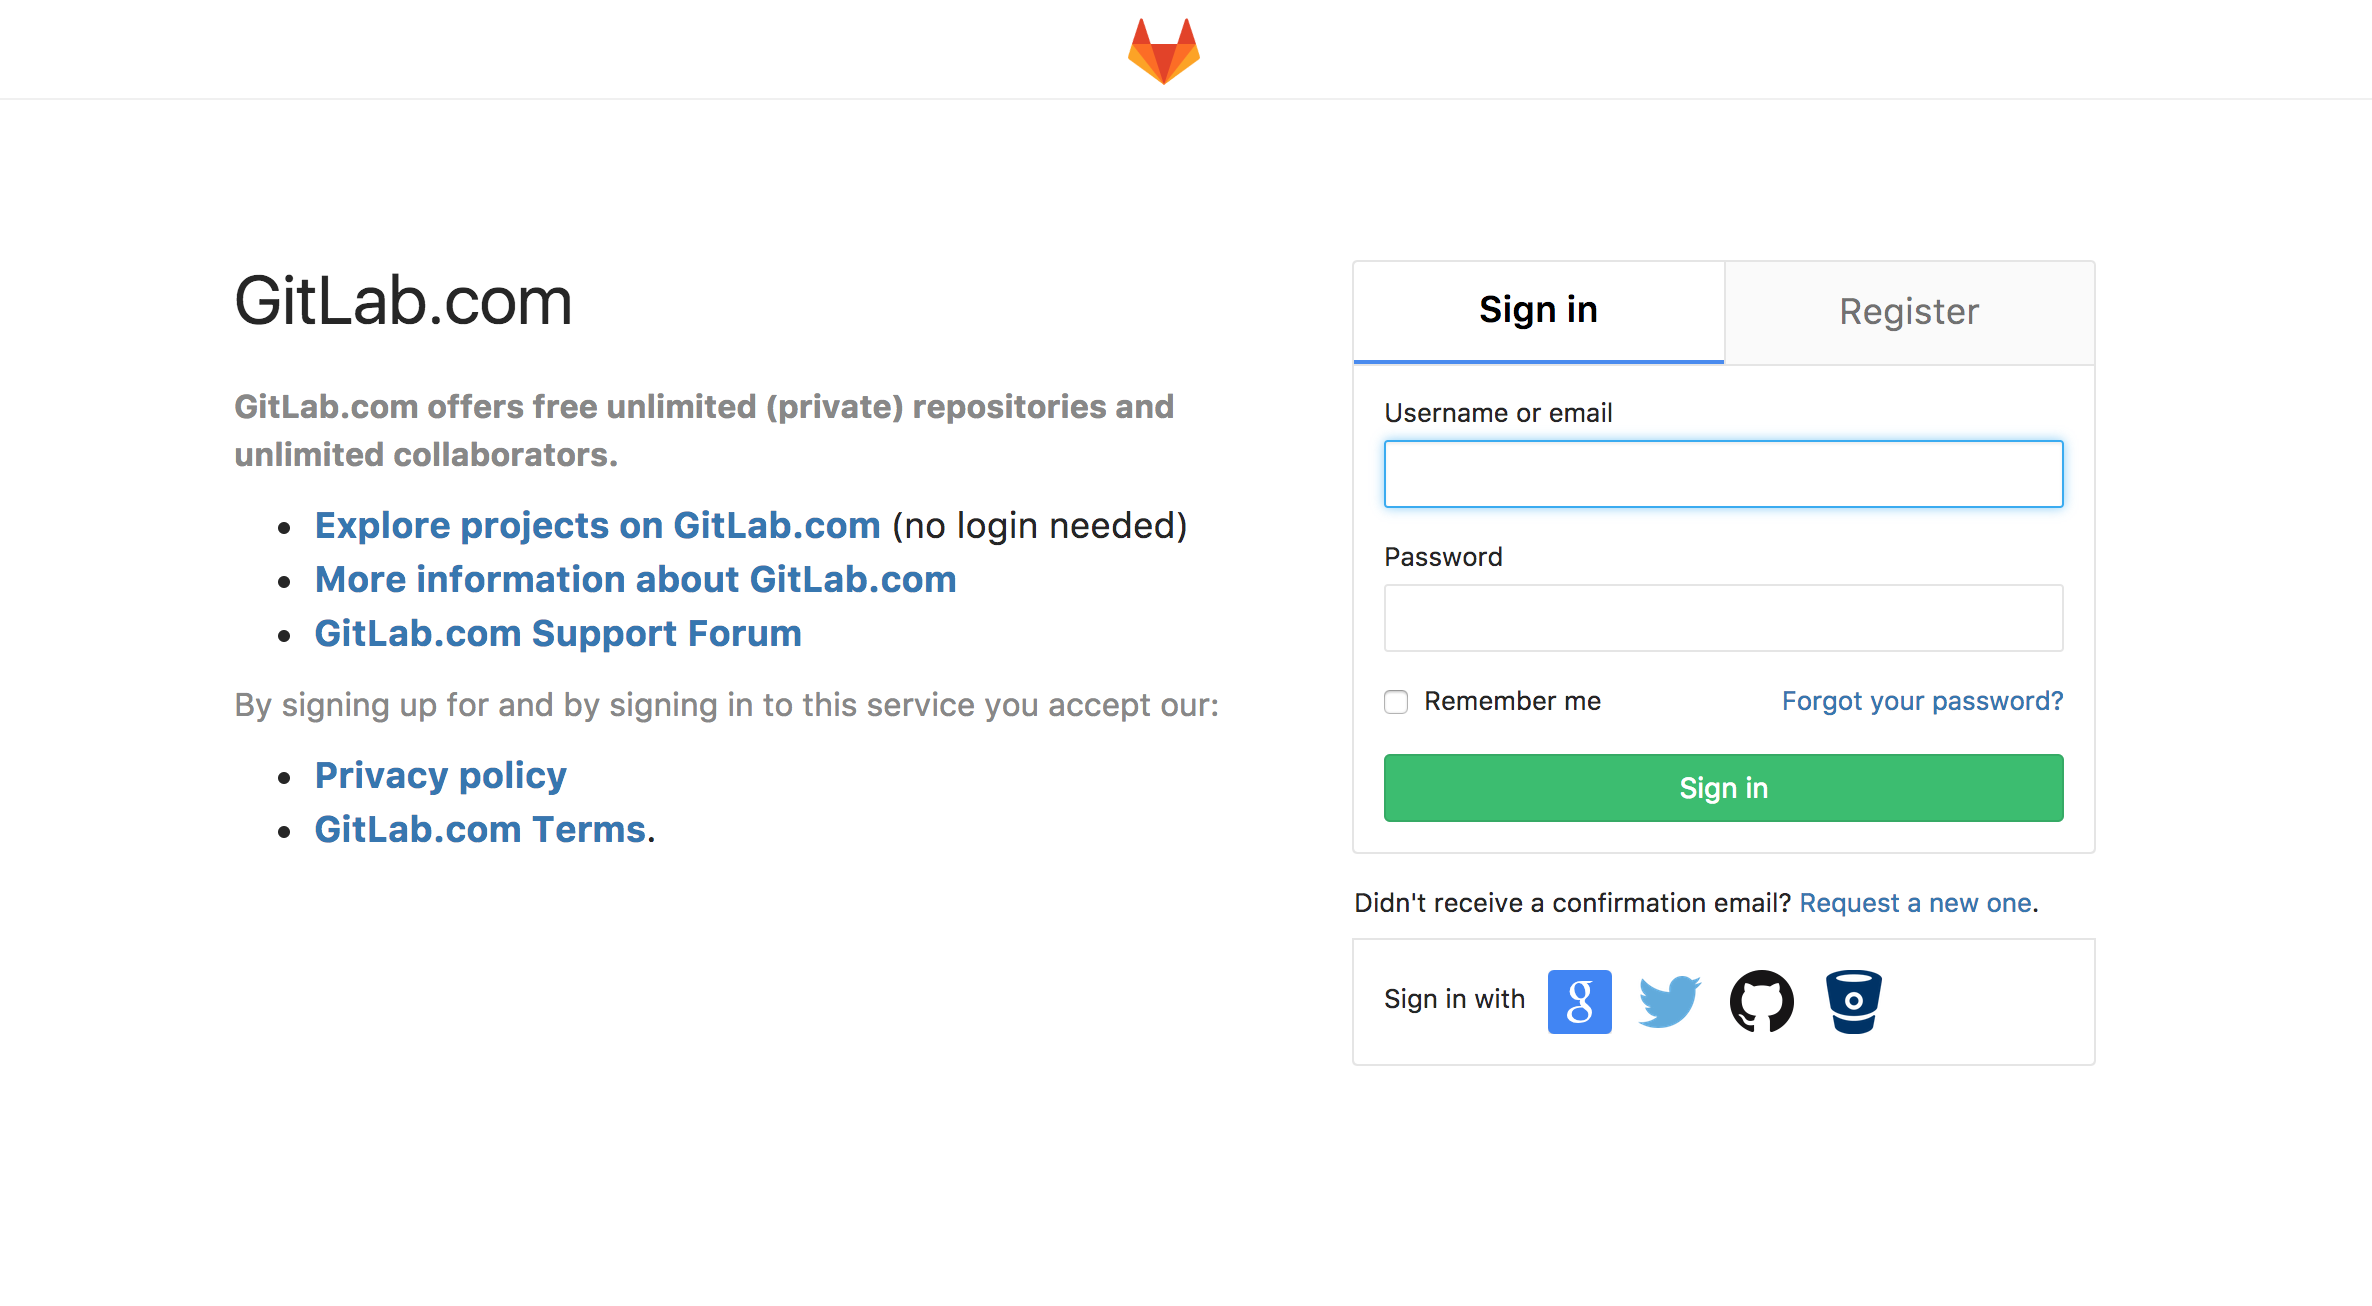 GitLab.com
GitLab.com offers free unlimited (private) repositories and
unlimited collaborators.
Explore projects on GitLab.com (no login needed)
More information about GitLab.com
GitLab.com Support Forum
By signing up for and by signing in to this service you accept our:
Privacy policy
GitLab.com Terms.
Sign in
Register
Username or email
Password
Remember me
Forgot your password?
Sign in
Didn't receive a confirmation email? Request a new one.
Sign in with